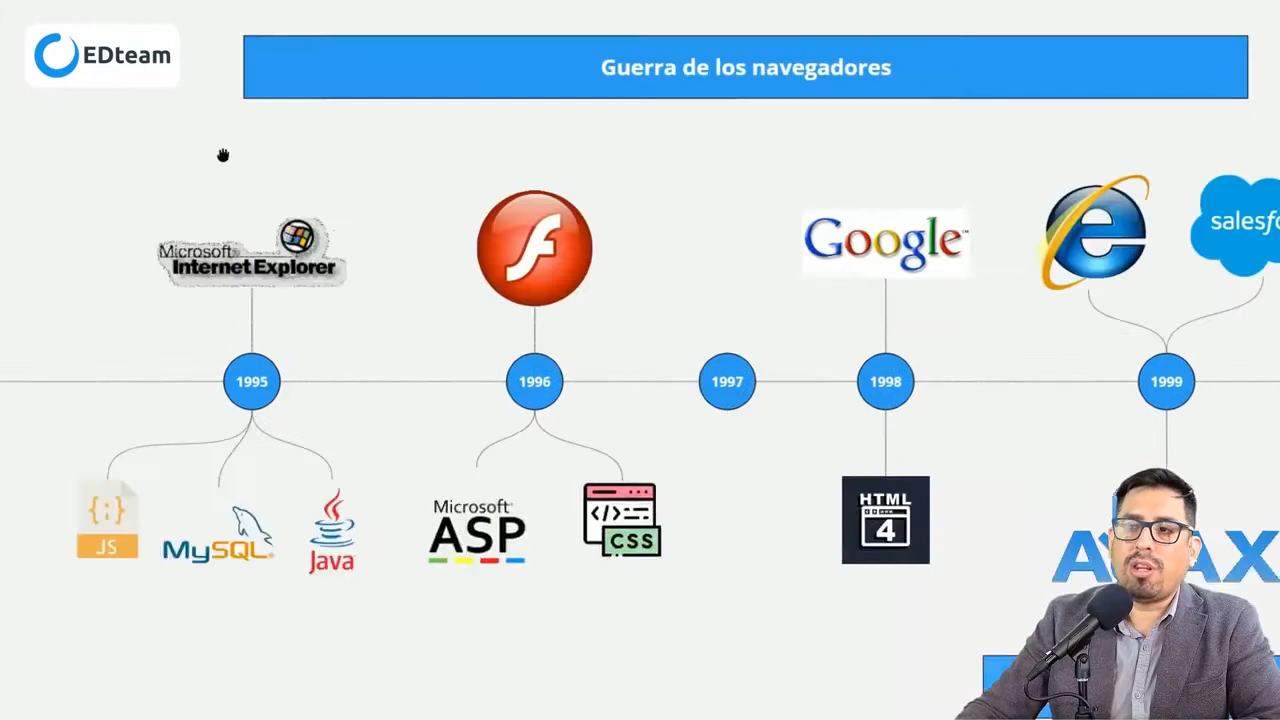 EDteam
Guerra de los navegadores
Microsoft
Internet Explorer
Google
salesfo
1995
1996
1997
1998
1999
JS
MySQL
Java
Microsoft
ASP
</>
CSS
HTML
4